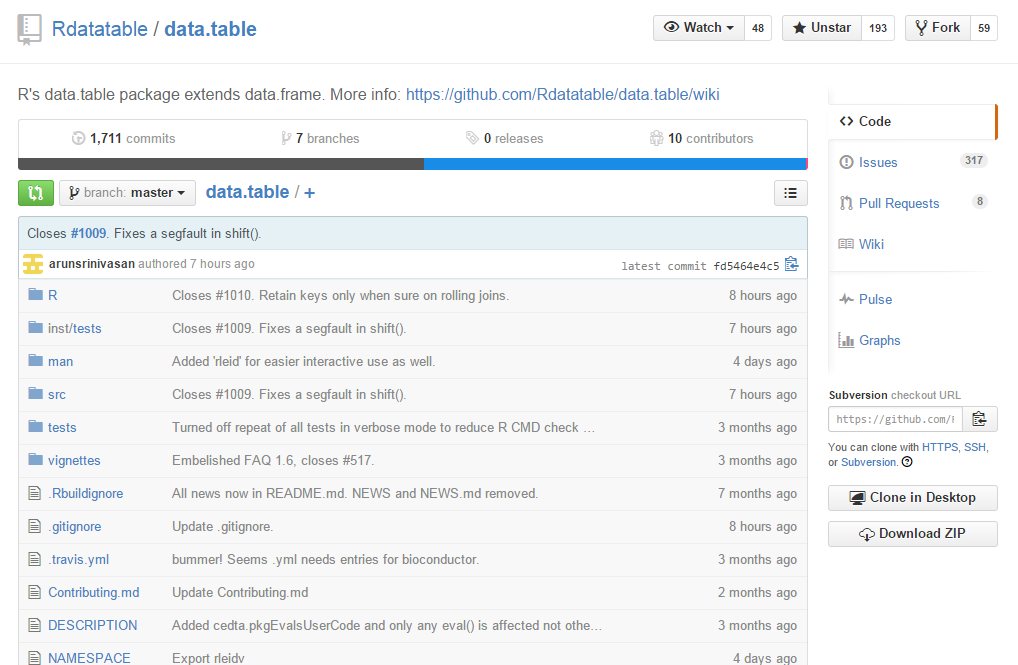 Rdatatable / data.table
Watch 48 Unstar 193 Fork 59
R's data.table package extends data.frame. More info: https://github.com/Rdatatable/data.table/wiki
1,711 commits 7 branches 0 releases 10 contributors
branch: master data.table / +
Closes #1009. Fixes a segfault in shift().
arunsrinivasan authored 7 hours ago latest commit fd5464e4c5
R Closes #1010. Retain keys only when sure on rolling joins. 8 hours ago
inst/tests Closes #1009. Fixes a segfault in shift(). 7 hours ago
man Added 'rleid' for easier interactive use as well. 4 days ago
src Closes #1009. Fixes a segfault in shift(). 7 hours ago
tests Turned off repeat of all tests in verbose mode to reduce R CMD check … 3 months ago
vignettes Embelished FAQ 1.6, closes #517. 3 months ago
.Rbuildignore All news now in README.md. NEWS and NEWS.md removed. 7 months ago
.gitignore Update .gitignore. 8 hours ago
.travis.yml bummer! Seems .yml needs entries for bioconductor. 3 months ago
Contributing.md Update Contributing.md 2 months ago
DESCRIPTION Added cedta.pkgEvalsUserCode and only any eval() is affected not othe… 3 months ago
NAMESPACE Export rleidv 4 days ago
Code
Issues 317
Pull Requests 8
Wiki
Pulse
Graphs
Subversion checkout URL
https://github.com/
You can clone with HTTPS, SSH,
or Subversion.
Clone in Desktop
Download ZIP